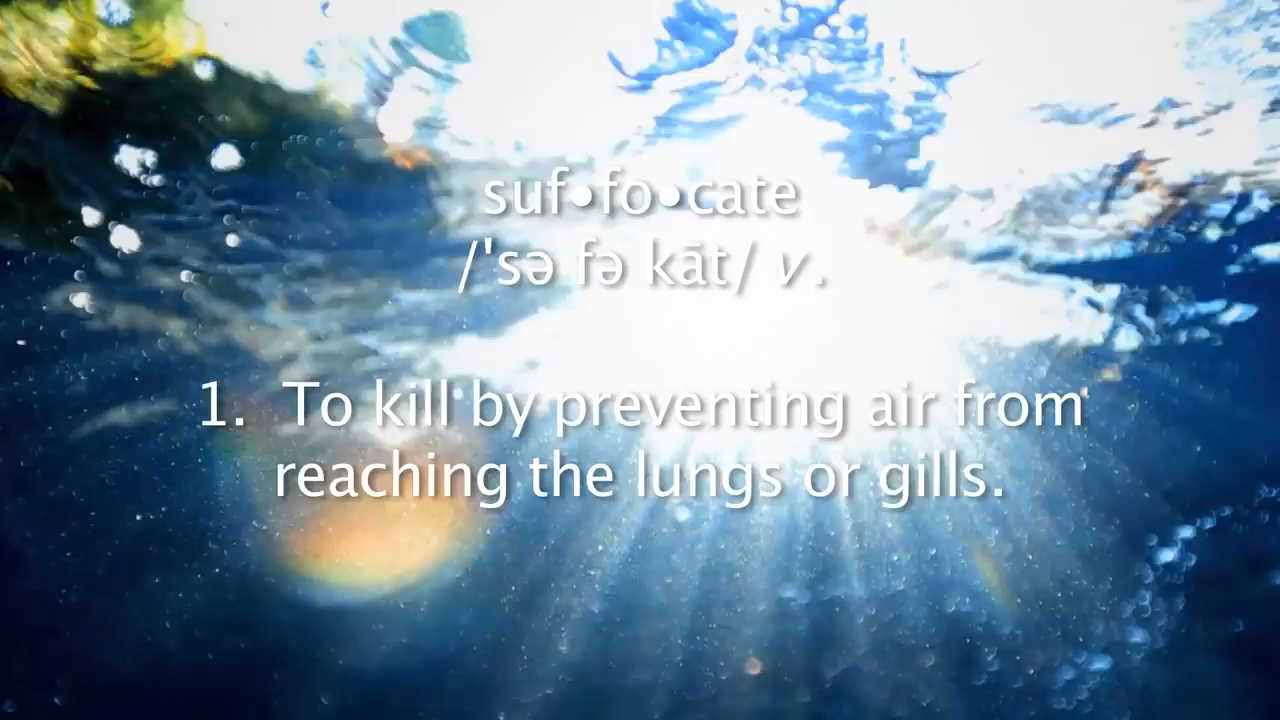 suf•fo•cate
/ˈsə fə kāt/ v.
1. To kill by preventing air from
reaching the lungs or gills.